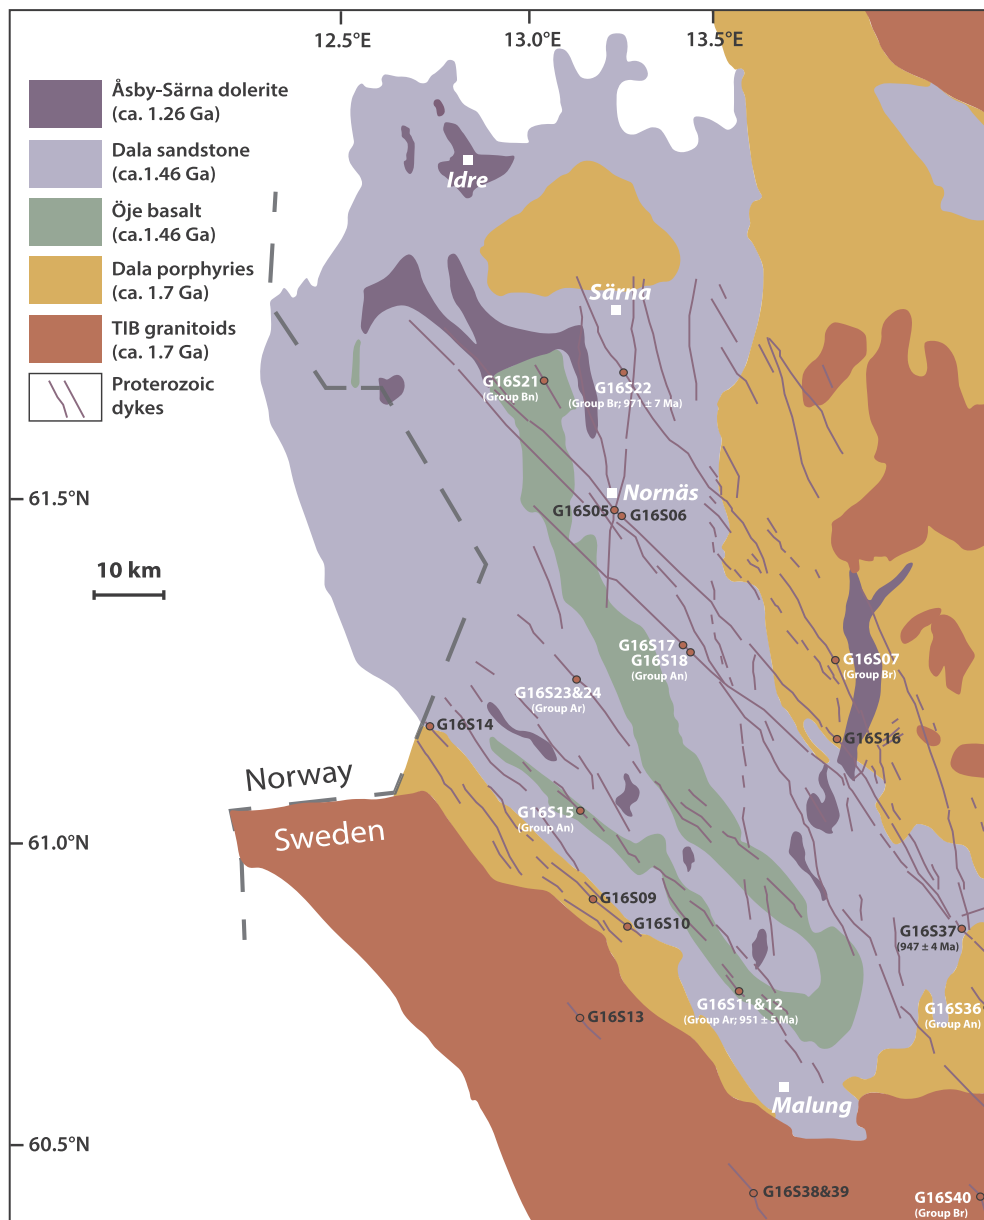 12.5°E
13.0°E
13.5°E
Åsby-Särna dolerite
(ca. 1.26 Ga)
Dala sandstone
(ca.1.46 Ga)
Öje basalt
(ca.1.46 Ga)
Dala porphyries
(ca. 1.7 Ga)
TIB granitoids
(ca. 1.7 Ga)
Proterozoic
dykes
Idre
Särna
G16S21
(Group Bn)
G16S22
(Group Br; 971 ± 7 Ma)
61.5°N
Nornäs
G16S05
G16S06
10 km
G16S17
G16S18
(Group An)
G16S07
(Group Br)
G16S23&24
(Group Ar)
G16S14
G16S16
Norway
Sweden
G16S15
(Group An)
61.0°N
G16S09
G16S10
G16S37
(947 ± 4 Ma)
G16S11&12
(Group Ar; 951 ± 5 Ma)
G16S13
G16S36
(Group An)
Malung
60.5°N
G16S38&39
G16S40
(Group Br)